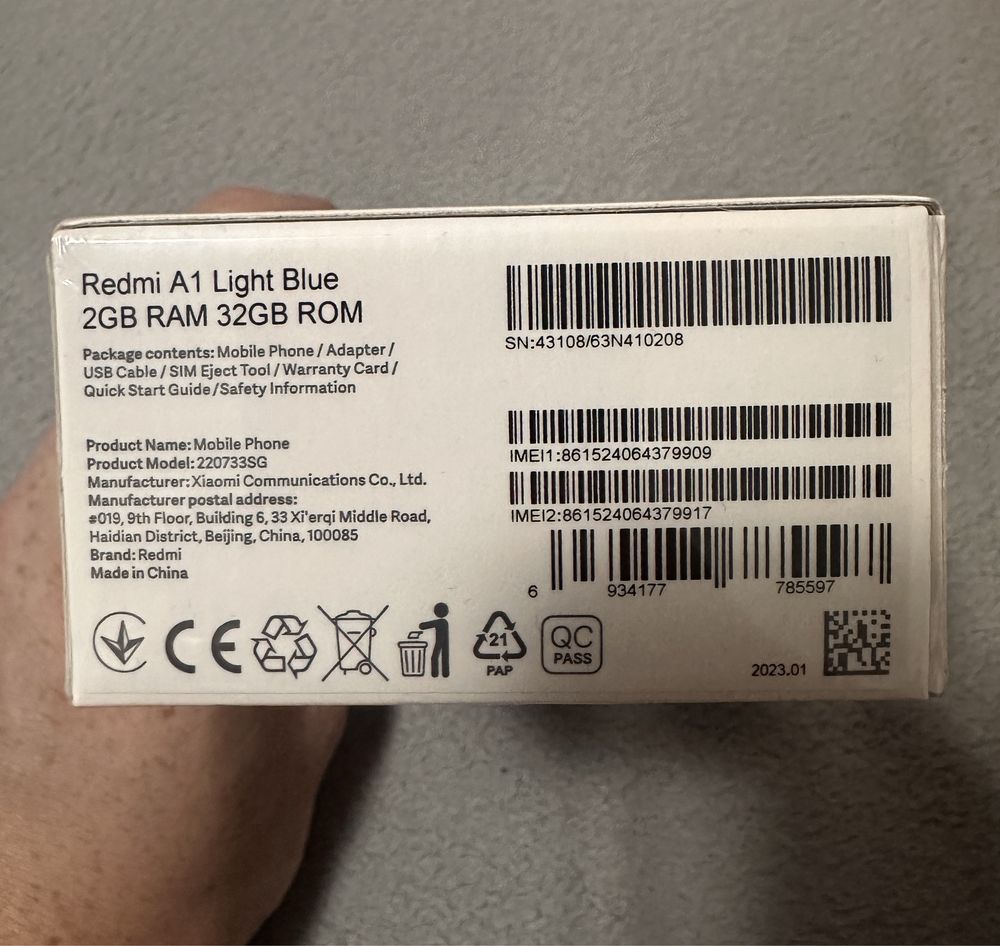 Redmi A1 Light Blue
2GB RAM 32GB ROM
Package contents: Mobile Phone / Adapter /
USB Cable / SIM Eject Tool / Warranty Card /
Quick Start Guide / Safety Information
Product Name: Mobile Phone
Product Model: 220733SG
Manufacturer: Xiaomi Communications Co., Ltd.
Manufacturer postal address:
#019, 9th Floor, Building 6, 33 Xi'erqi Middle Road,
Haidian District, Beijing, China, 100085
Brand: Redmi
Made in China
SN:43108/63N410208
IMEI1:861524064379909
IMEI2:861524064379917
6 934177 785597
CE
21
PAP
QC
PASS
2023.01